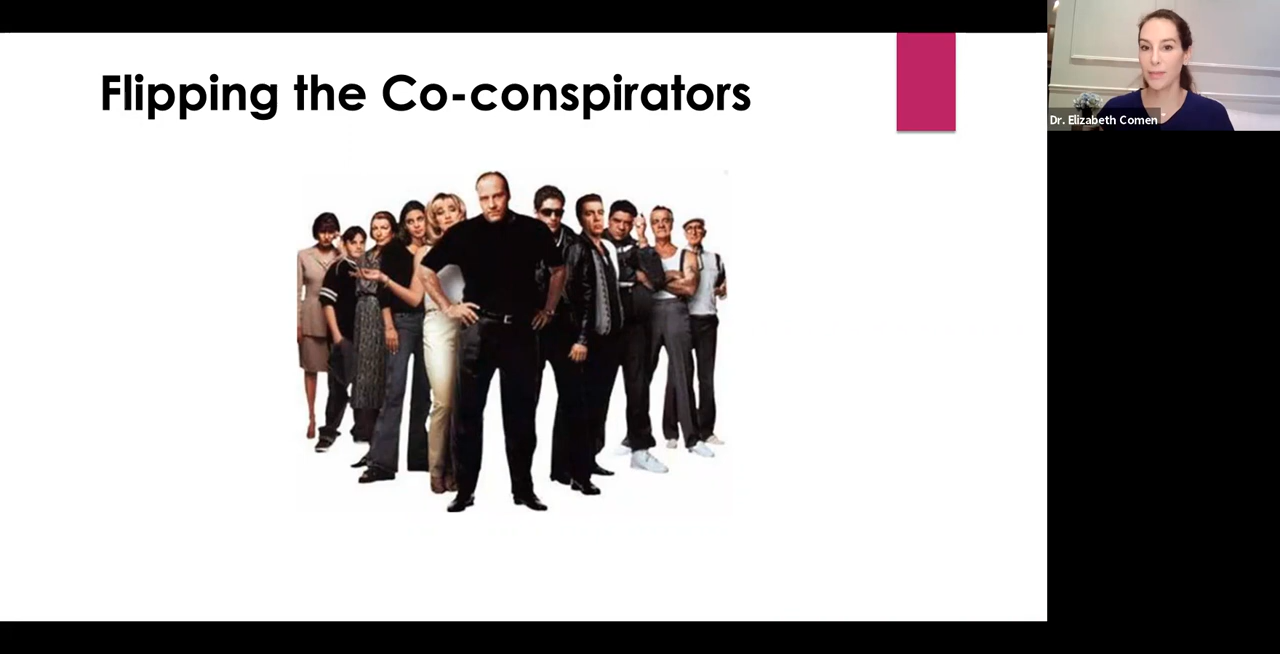 Flipping the Co-conspirators
Dr. Elizabeth Comen